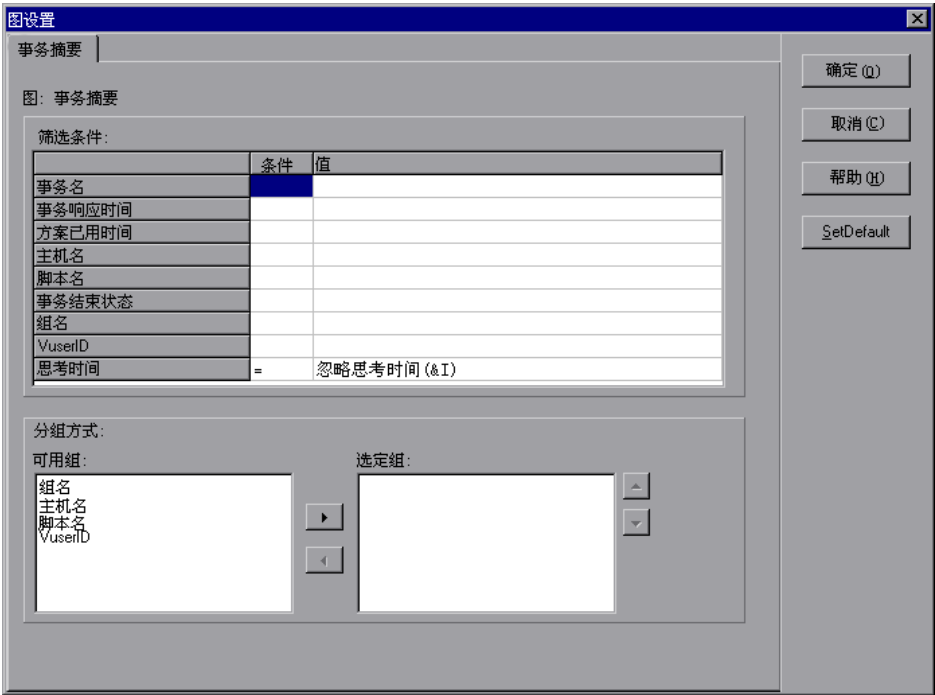 图设置
事务摘要
图: 事务摘要
筛选条件:
条件 值
事务名
事务响应时间
方案已用时间
主机名
脚本名
事务结束状态
组名
VuserID
思考时间 = 忽略思考时间(&I)
分组方式:
可用组:
组名
主机名
脚本名
VuserID
选定组:
确定(O)
取消(C)
帮助(H)
SetDefault